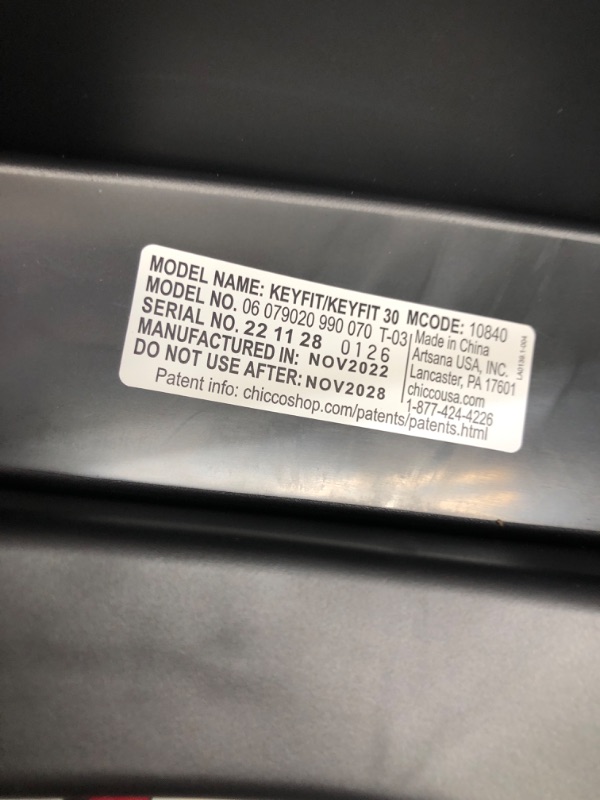 MODEL NAME: KEYFIT/KEYFIT 30 MCODE: 10840
MODEL NO. 06 079020 990 070 T-03
SERIAL NO. 22 11 28 0126
MANUFACTURED IN: NOV2022
DO NOT USE AFTER: NOV2028
Made in China
Artsana USA, INC.
Lancaster, PA 17601
chiccousa.com
1-877-424-4226
Patent info: chiccoshop.com/patents/patents.html